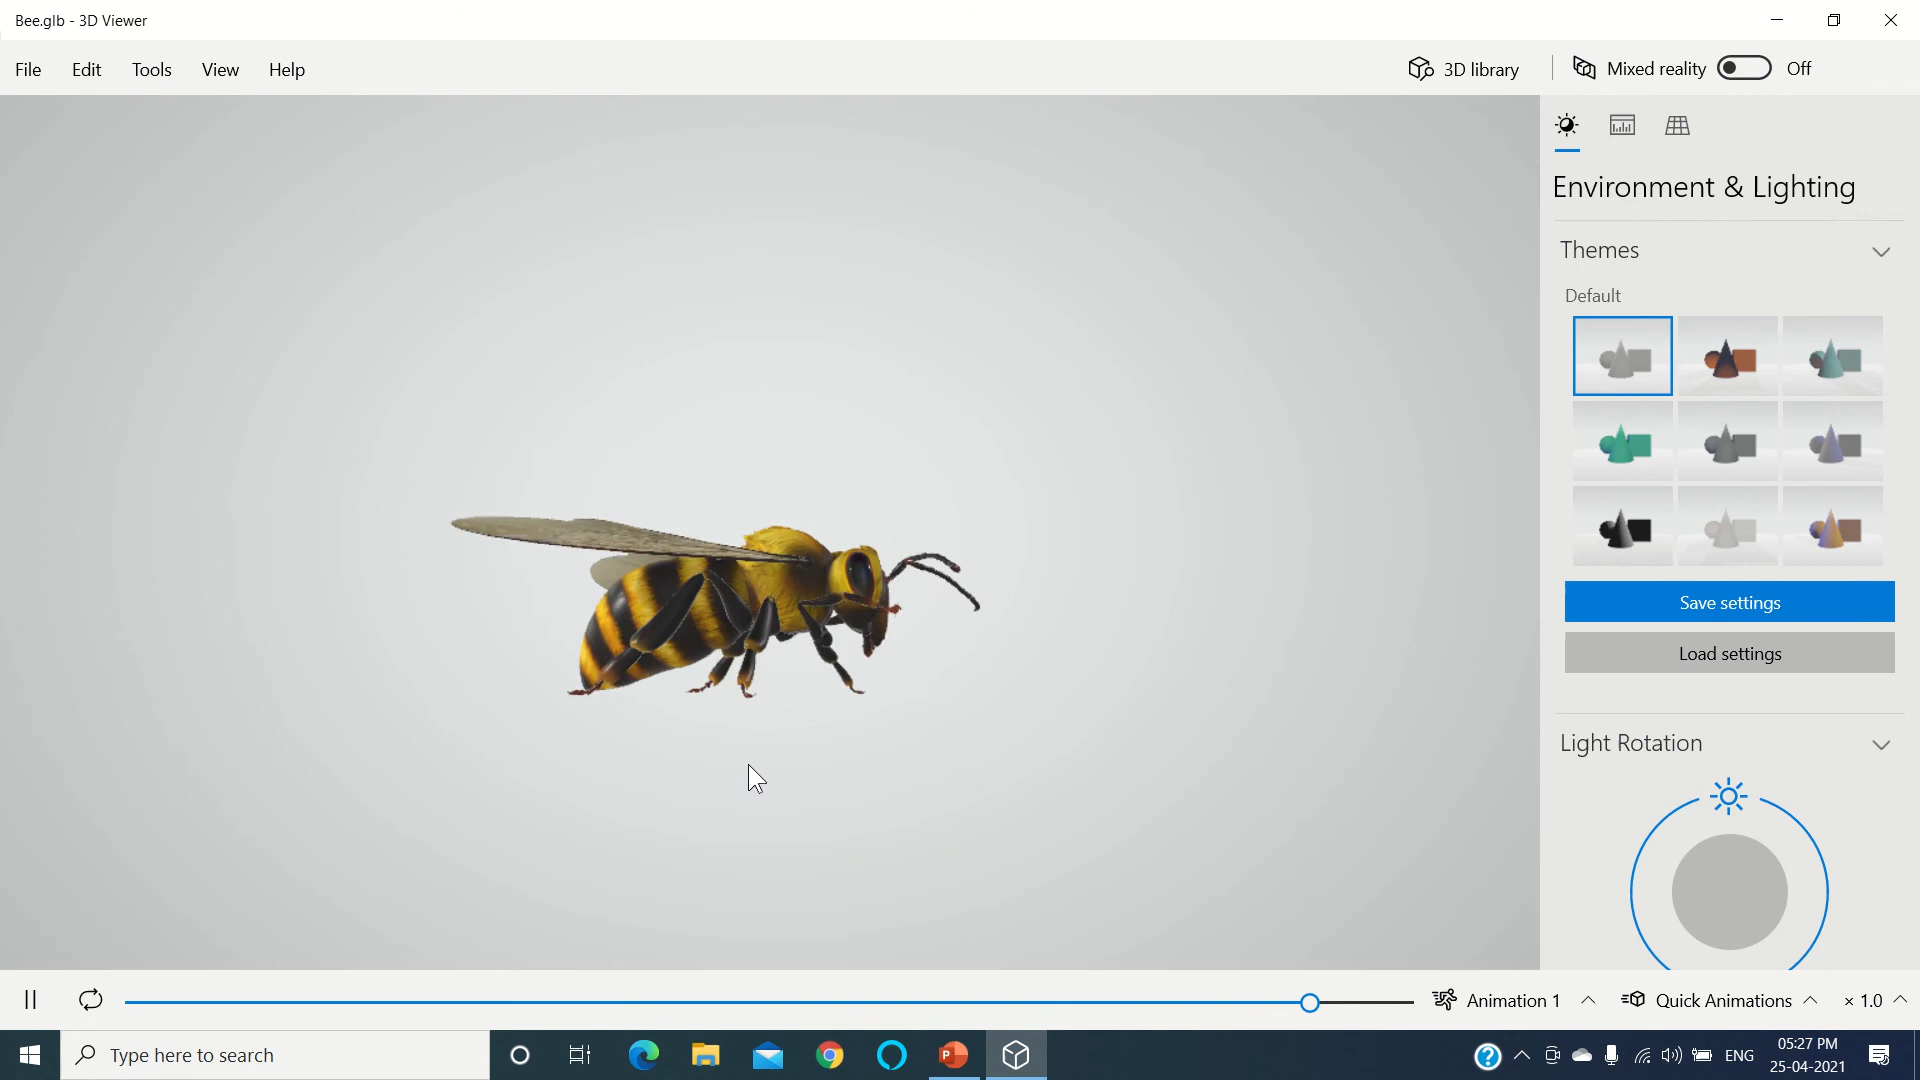 Bee.glb - 3D Viewer
File Edit Tools View Help
3D library Mixed reality Off
Environment & Lighting
Themes
Default
Save settings
Load settings
Light Rotation
Animation 1 Quick Animations × 1.0
Type here to search
P
?
ENG
05:27 PM
25-04-2021